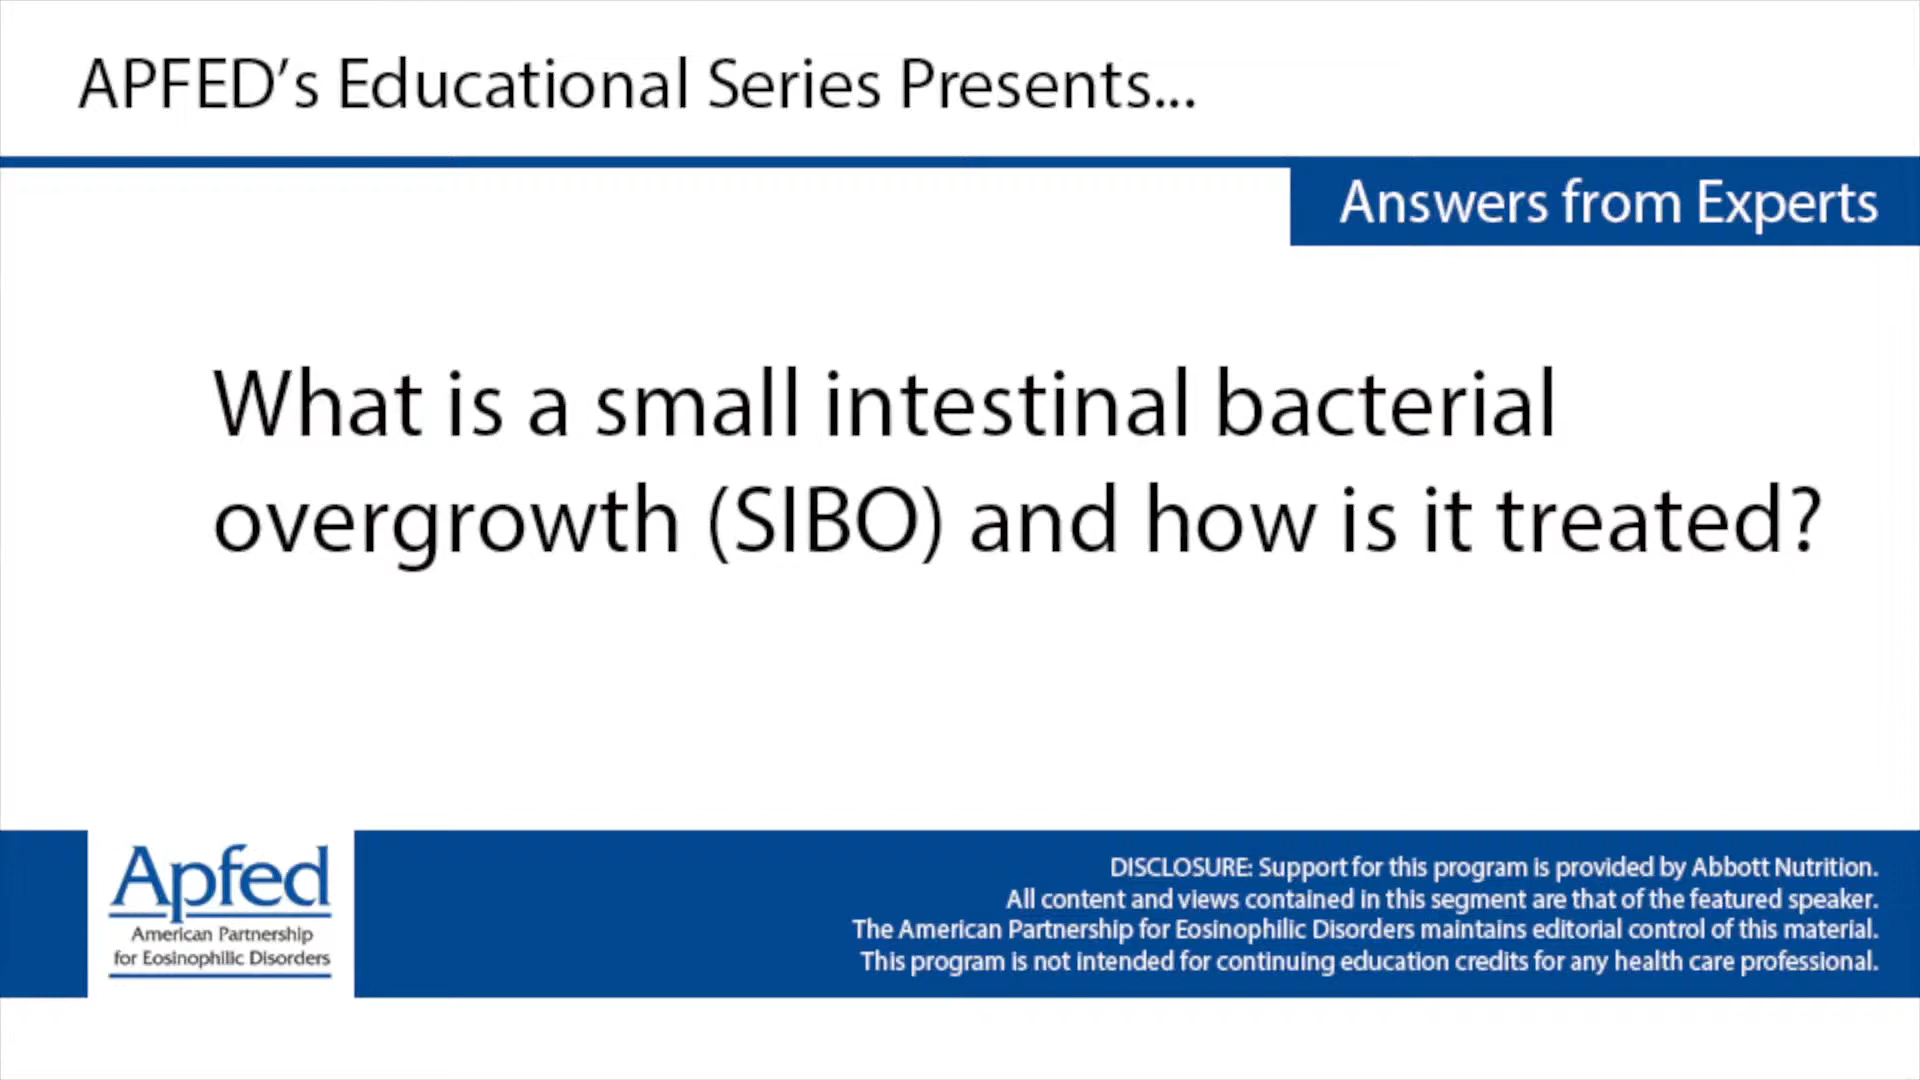 APFED’s Educational Series Presents...
Answers from Experts
What is a small intestinal bacterial
overgrowth (SIBO) and how is it treated?
Apfed
American Partnership
for Eosinophilic Disorders
DISCLOSURE: Support for this program is provided by Abbott Nutrition.
All content and views contained in this segment are that of the featured speaker.
The American Partnership for Eosinophilic Disorders maintains editorial control of this material.
This program is not intended for continuing education credits for any health care professional.